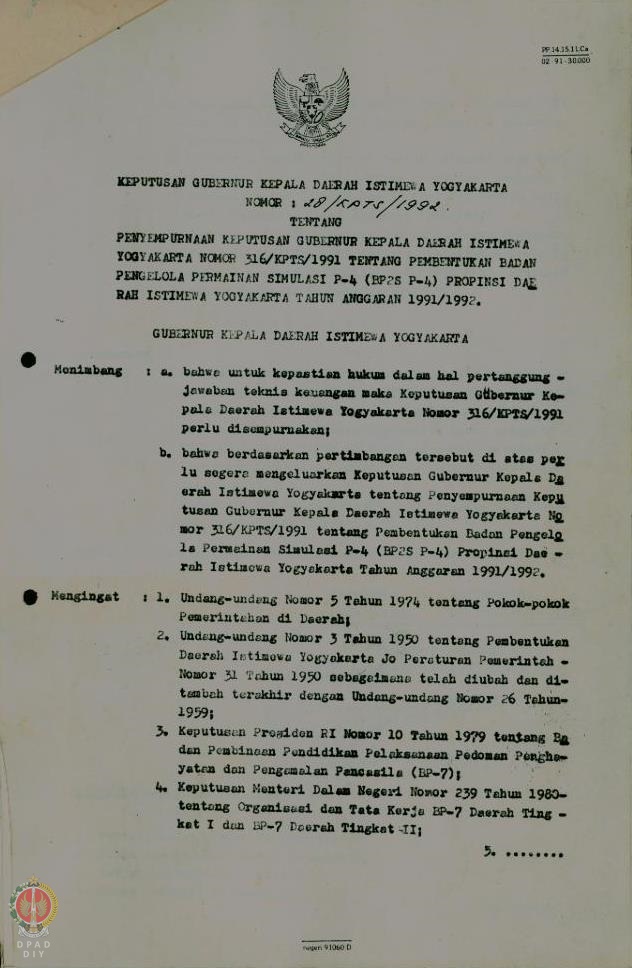 PP.14.15.11.Ca
02 91-30.000
KEPUTUSAN GUBERNUR KEPALA DAERAH ISTIMEWA YOGYAKARTA
NOMOR : 28/KPTS/1992.
TENTANG
PENYEMPURNAAN KEPUTUSAN GUBERNUR KEPALA DAERAH ISTIMEWA
YOGYAKARTA NOMOR 316/KPTS/1991 TENTANG PEMBENTUKAN BADAN
PENGELOLA PERMAINAN SIMULASI P-4 (BP2S P-4) PROPINSI DAE
RAH ISTIMEWA YOGYAKARTA TAHUN ANGGARAN 1991/1992.
GUBERNUR KEPALA DAERAH ISTIMEWA YOGYAKARTA
Menimbang : a. bahwa untuk kepastian hukum dalam hal pertanggung -
jawaban teknis keuangan maka Keputusan Gubernur Ke-
pala Daerah Istimewa Yogyakarta Nomor 316/KPTS/1991
perlu disempurnakan;
b. bahwa berdasarkan pertimbangan tersebut di atas per
lu segera mengeluarkan Keputusan Gubernur Kepala Da
erah Istimewa Yogyakarta tentang Penyempurnaan Kepu
tusan Gubernur Kepala Daerah Istimewa Yogyakarta No
mor 316/KPTS/1991 tentang Pembentukan Badan Pengelo
la Permainan Simulasi P-4 (BP2S P-4) Propinsi Dae -
rah Istimewa Yogyakarta Tahun Anggaran 1991/1992.
Mengingat : 1. Undang-undang Nomor 5 Tahun 1974 tentang Pokok-pokok
Pemerintahan di Daerah;
2. Undang-undang Nomor 3 Tahun 1950 tentang Pembentukan
Daerah Istimewa Yogyakarta Jo Peraturan Pemerintah -
Nomor 31 Tahun 1950 sebagaimana telah diubah dan di-
tambah terakhir dengan Undang-undang Nomor 26 Tahun-
1959;
3. Keputusan Presiden RI Nomor 10 Tahun 1979 tentang Ba
dan Pembinaan Pendidikan Pelaksanaan Pedoman Pengha-
yatan dan Pengamalan Pancasila (BP-7);
4. Keputusan Menteri Dalam Negeri Nomor 239 Tahun 1980-
tentang Organisasi dan Tata Kerja BP-7 Daerah Ting -
kat I dan BP-7 Daerah Tingkat -II;
5. ........
DPAD
DIY
negen 91060 D